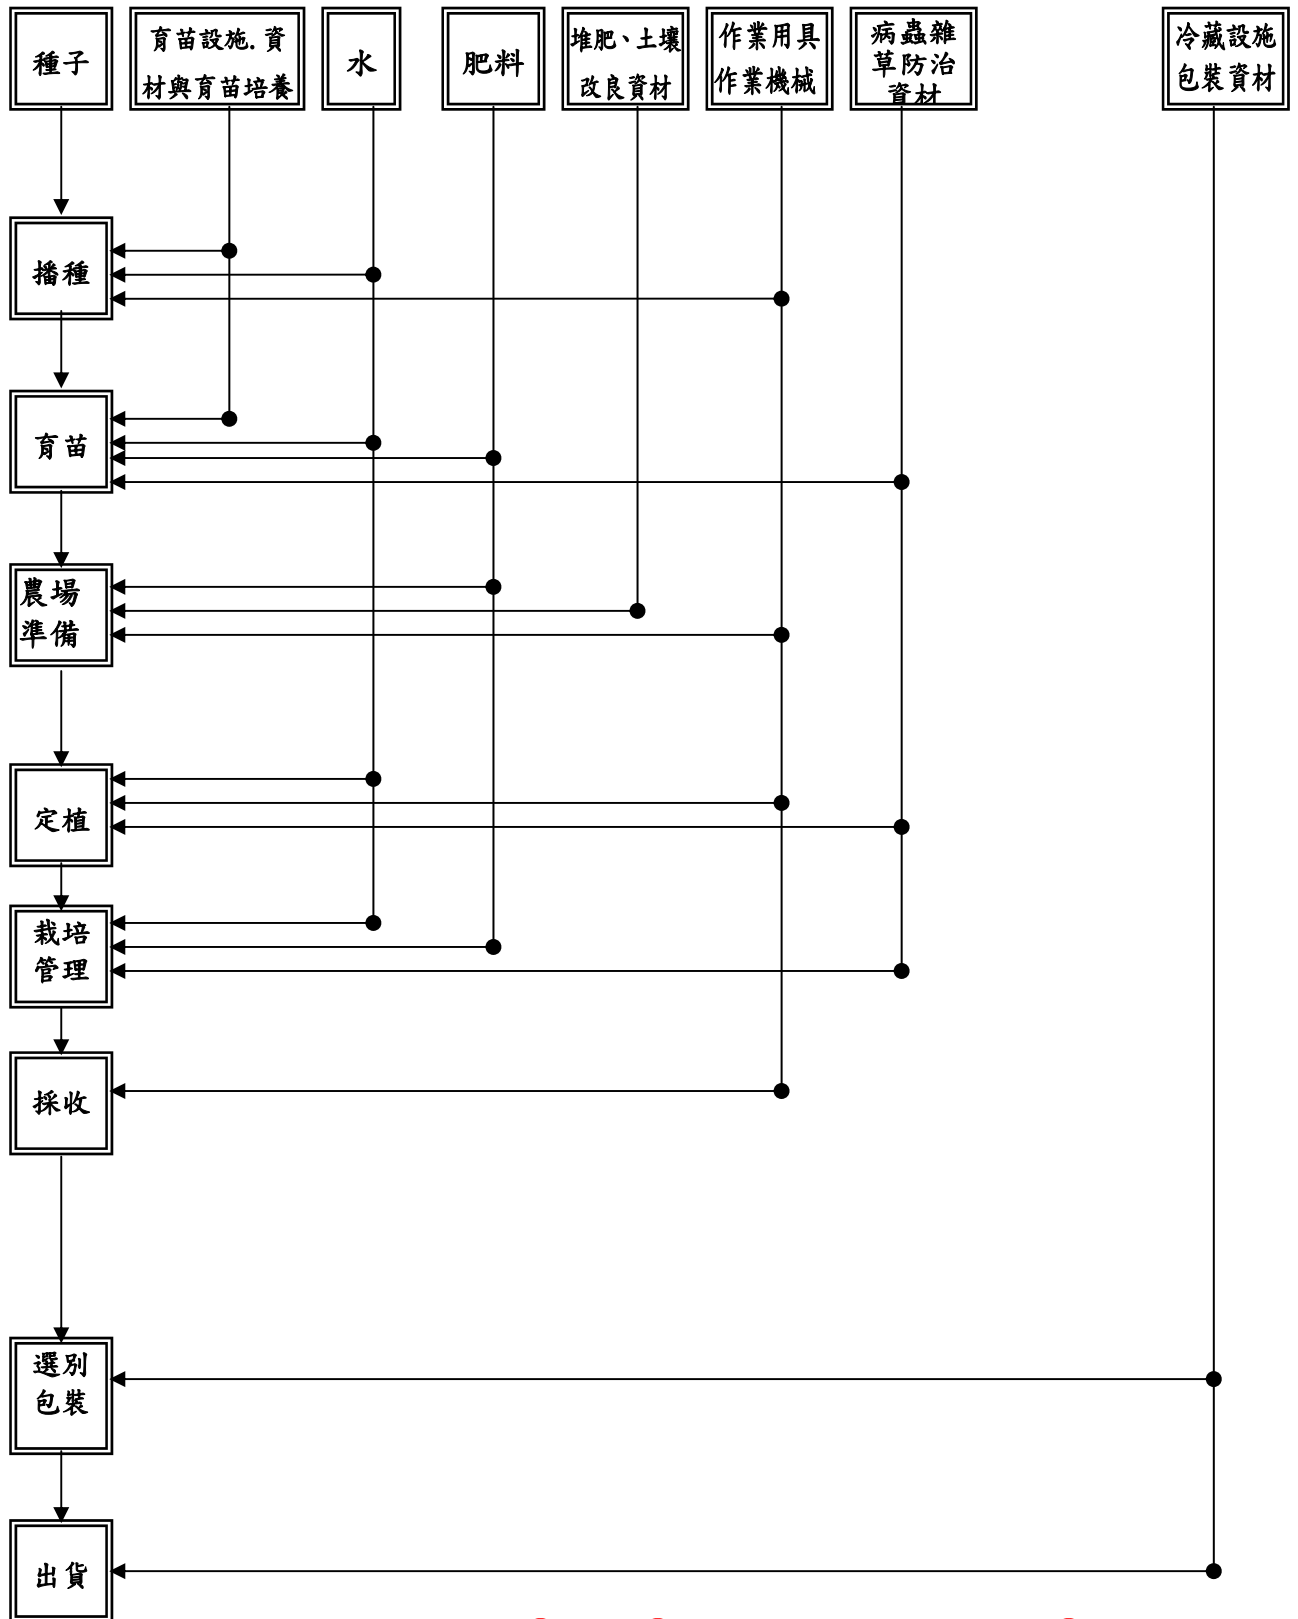 種子
育苗設施.資
材與育苗培養
水
肥料
堆肥、土壤
改良資材
作業用具
作業機械
病蟲雜
草防治
資材
冷藏設施
包裝資材
播種
育苗
農場
準備
定植
栽培
管理
採收
選別
包裝
出貨